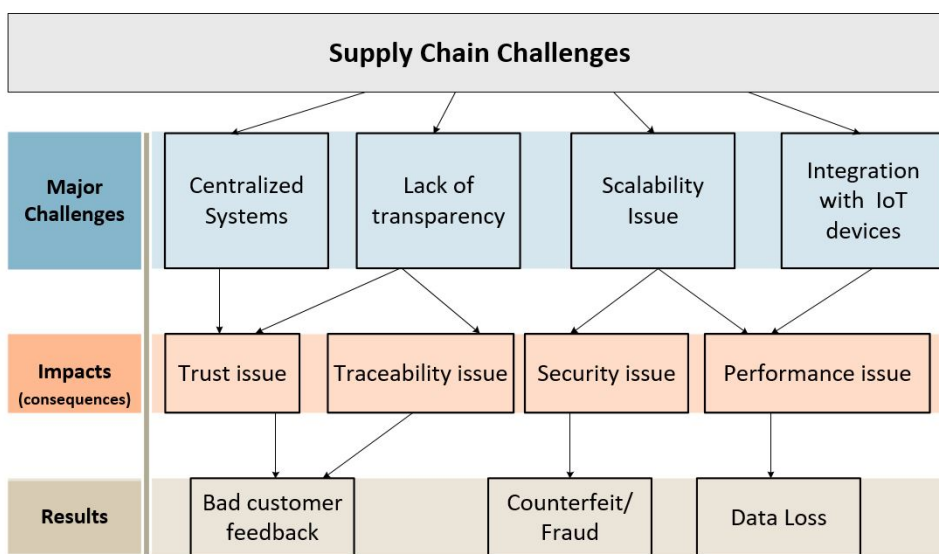 Supply Chain Challenges
Major
Challenges
Centralized
Systems
Lack of
transparency
Scalability
Issue
Integration
with IoT
devices
Impacts
(consequences)
Trust issue
Traceability issue
Security issue
Performance issue
Results
Bad customer
feedback
Counterfeit/
Fraud
Data Loss